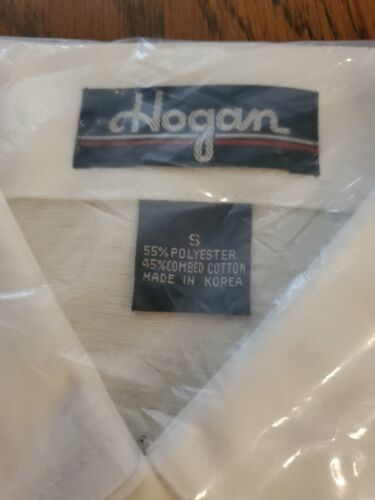 Hogan
S
55% POLYESTER
45% COMBED COTTON
MADE IN KOREA